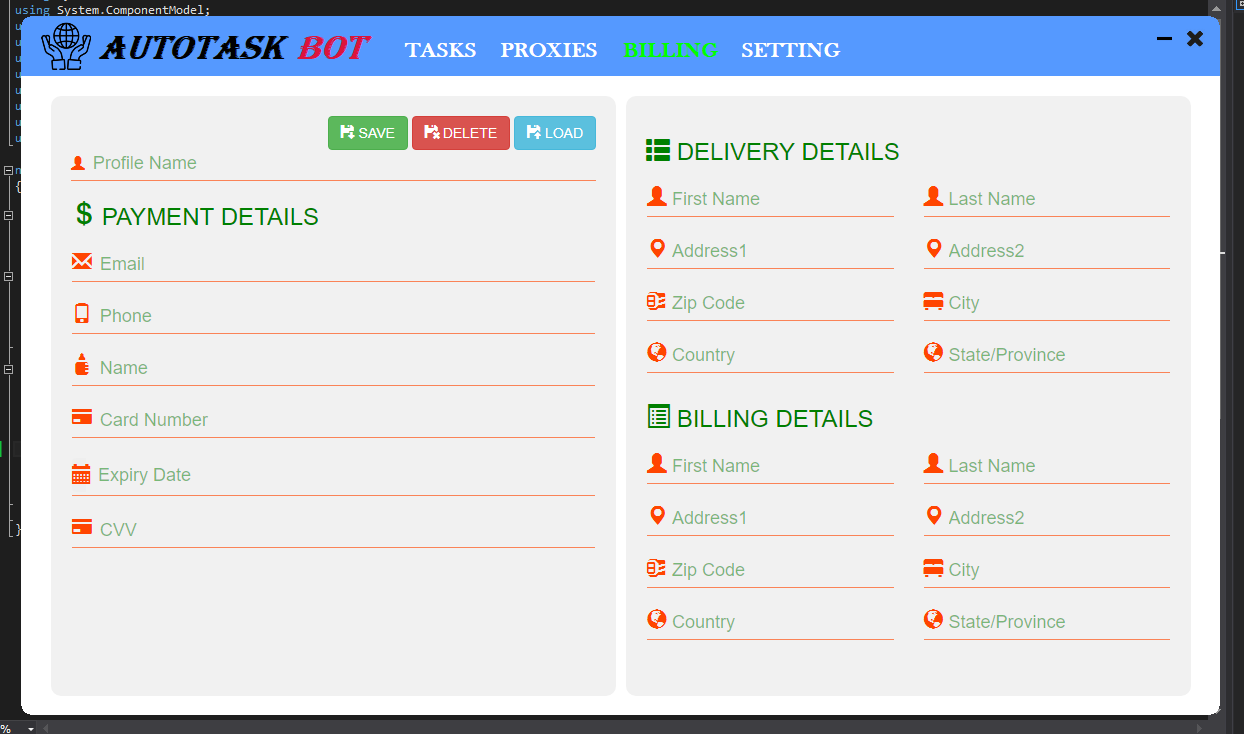 using System.ComponentModel;
AUTOTASK BOT TASKS PROXIES BILLING SETTING
SAVE DELETE LOAD
Profile Name
$ PAYMENT DETAILS
Email
Phone
Name
Card Number
Expiry Date
CVV
DELIVERY DETAILS
First Name Last Name
Address1 Address2
Zip Code City
Country State/Province
BILLING DETAILS
First Name Last Name
Address1 Address2
Zip Code City
Country State/Province
{
}
%